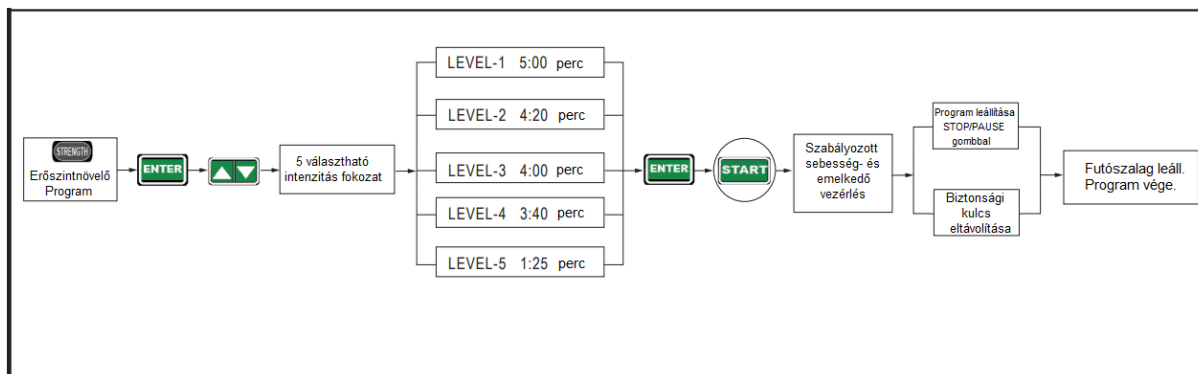 STRENGTH
Erőszintnövelő
Program
ENTER
5 választható
intenzitás fokozat
LEVEL-1 5:00 perc
LEVEL-2 4:20 perc
LEVEL-3 4:00 perc
LEVEL-4 3:40 perc
LEVEL-5 1:25 perc
ENTER
START
Szabályozott
sebesség- és
emelkedő
vezérlés
Program leállítása
STOP/PAUSE
gombbal
Biztonsági
kulcs
eltávolítása
Futószalag leáll.
Program vége.